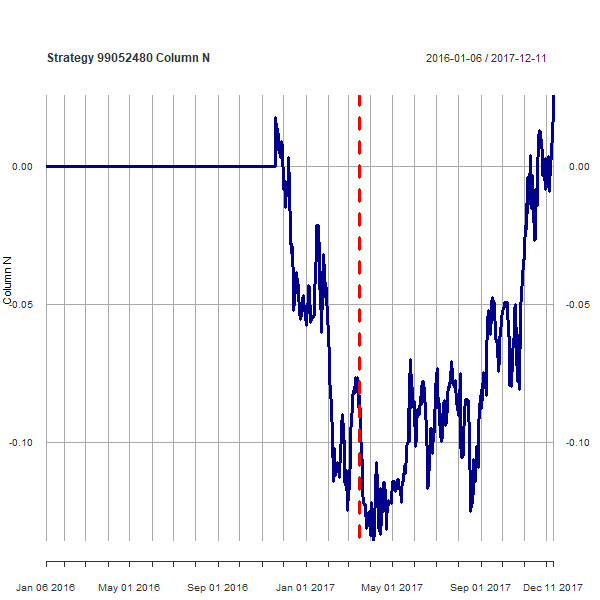 Strategy 99052480 Column N
2016-01-06 / 2017-12-11
0.00 0.00
-0.05 -0.05
-0.10 -0.10
Column N
Jan 06 2016 May 01 2016 Sep 01 2016 Jan 01 2017 May 01 2017 Sep 01 2017 Dec 11 2017